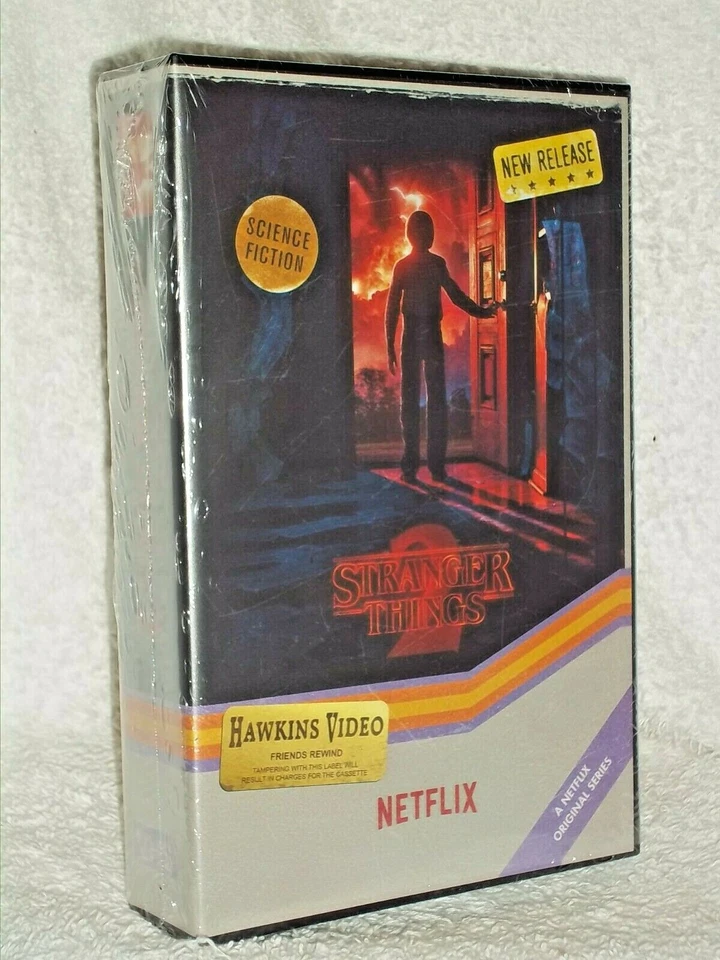 NEW RELEASE
SCIENCE
FICTION
2
STRANGER
THINGS
HAWKINS VIDEO
FRIENDS REWIND
TAMPERING WITH THIS LABEL WILL
RESULT IN CHARGES FOR THE CASSETTE
NETFLIX
A NETFLIX
ORIGINAL SERIES